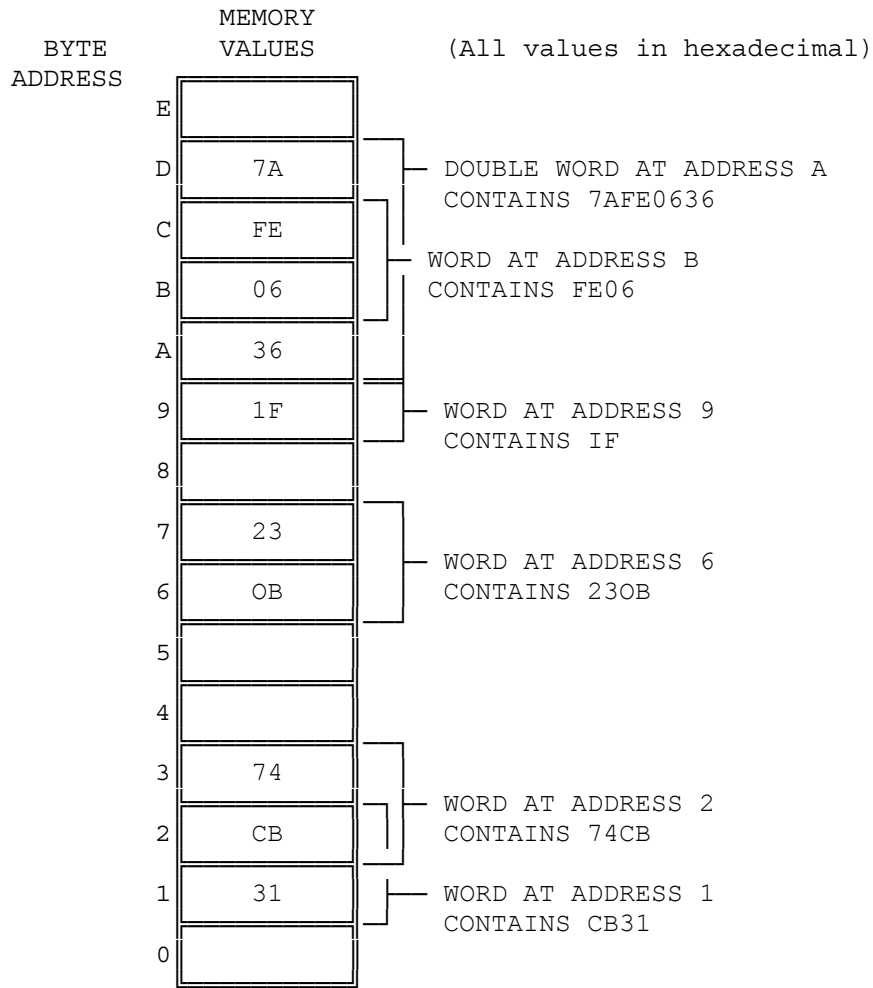 MEMORY
BYTE VALUES (All values in hexadecimal)
ADDRESS
E
D 7A DOUBLE WORD AT ADDRESS A
CONTAINS 7AFE0636
C FE
WORD AT ADDRESS B
B 06 CONTAINS FE06
A 36
9 1F WORD AT ADDRESS 9
CONTAINS IF
8
7 23
WORD AT ADDRESS 6
6 OB CONTAINS 23OB
5
4
3 74
WORD AT ADDRESS 2
2 CB CONTAINS 74CB
1 31 WORD AT ADDRESS 1
CONTAINS CB31
0